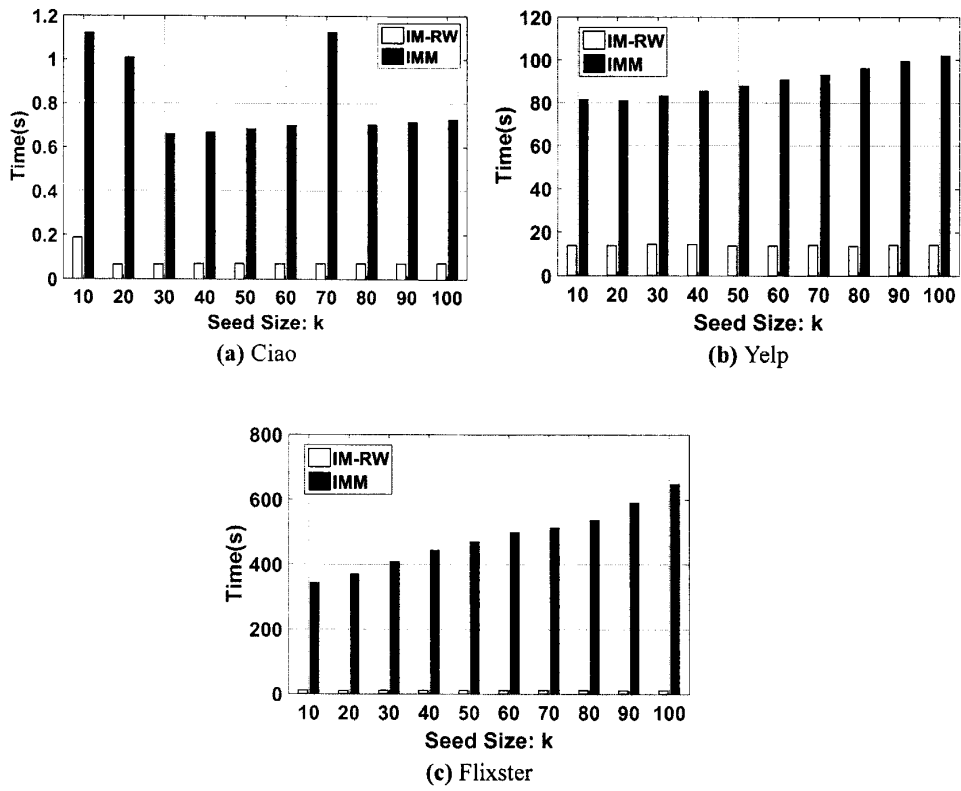 1.2
1
0.8
0.6
0.4
0.2
0
Time(s)
IM-RW
IMM
10 20 30 40 50 60 70 80 90 100
Seed Size: k
(a) Ciao
120
100
80
60
40
20
0
Time(s)
IM-RW
IMM
10 20 30 40 50 60 70 80 90 100
Seed Size: k
(b) Yelp
800
600
400
200
0
Time(s)
IM-RW
IMM
10 20 30 40 50 60 70 80 90 100
Seed Size: k
(c) Flixster